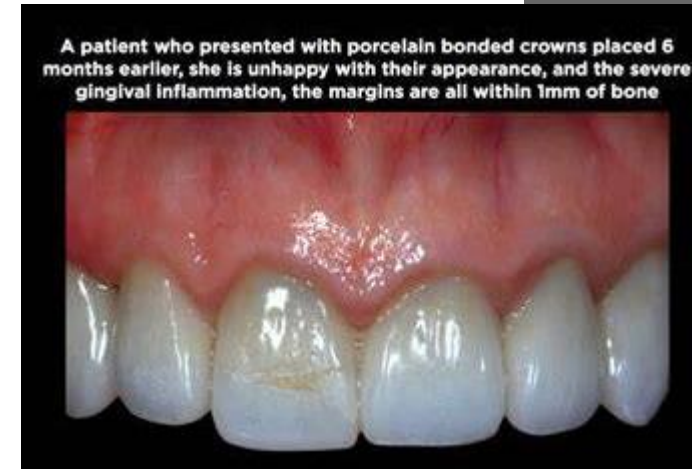 A patient who presented with porcelain bonded crowns placed 6
months earlier, she is unhappy with their appearance, and the severe
gingival inflammation, the margins are all within 1mm of bone